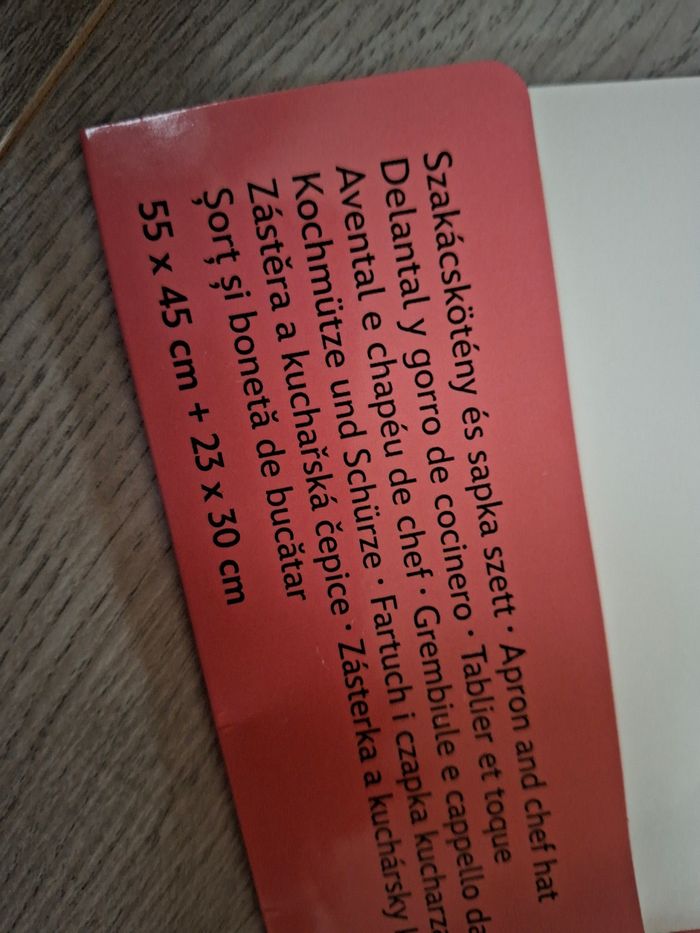 Szakácskötény és sapka szett · Apron and chef hat
Delantal y gorro de cocinero · Tablier et toque
Avental e chapéu de chef · Grembiule e cappello
Kochmütze und Schürze · Fartuch i czapka
Zástěra a kuchařská čepice · Zásterka a kuchársky
Șorț și bonetă de bucătar
55 x 45 cm + 23 x 30 cm